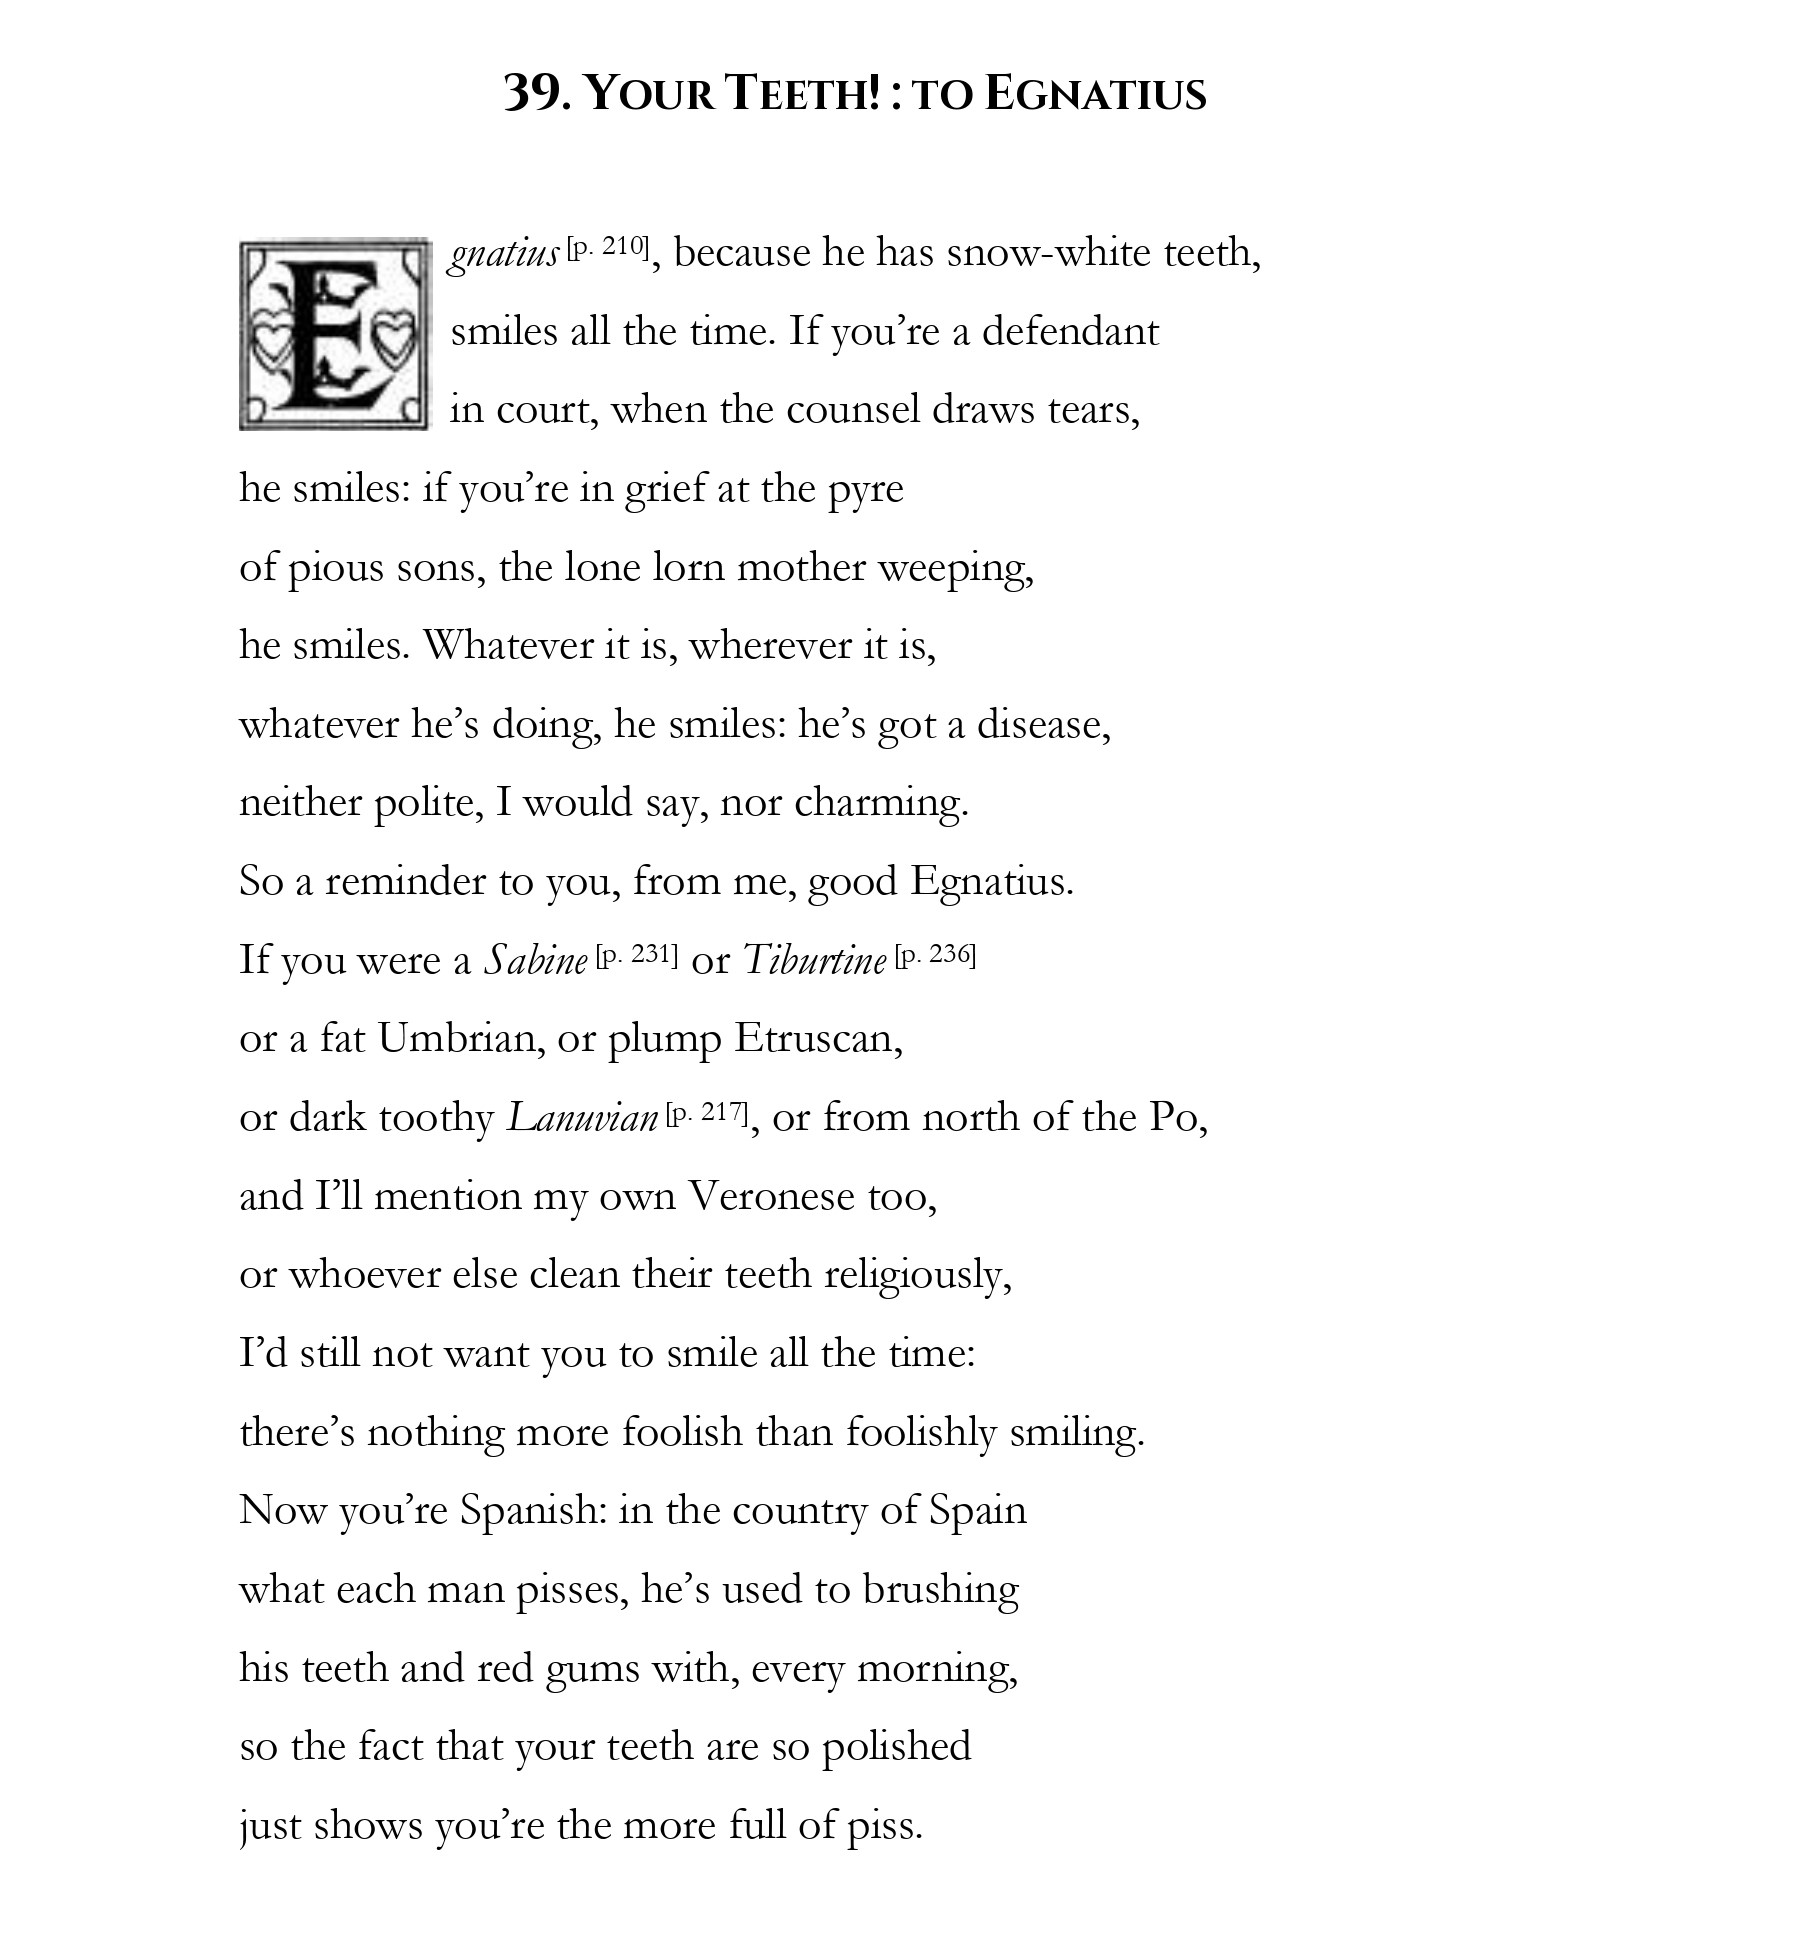 39. Your Teeth! : to Egnatius
Egnatius [p. 210], because he has snow-white teeth,
smiles all the time. If you’re a defendant
in court, when the counsel draws tears,
he smiles: if you’re in grief at the pyre
of pious sons, the lone lorn mother weeping,
he smiles. Whatever it is, wherever it is,
whatever he’s doing, he smiles: he’s got a disease,
neither polite, I would say, nor charming.
So a reminder to you, from me, good Egnatius.
If you were a Sabine [p. 231] or Tiburtine [p. 236]
or a fat Umbrian, or plump Etruscan,
or dark toothy Lanuvian [p. 217], or from north of the Po,
and I’ll mention my own Veronese too,
or whoever else clean their teeth religiously,
I’d still not want you to smile all the time:
there’s nothing more foolish than foolishly smiling.
Now you’re Spanish: in the country of Spain
what each man pisses, he’s used to brushing
his teeth and red gums with, every morning,
so the fact that your teeth are so polished
just shows you’re the more full of piss.